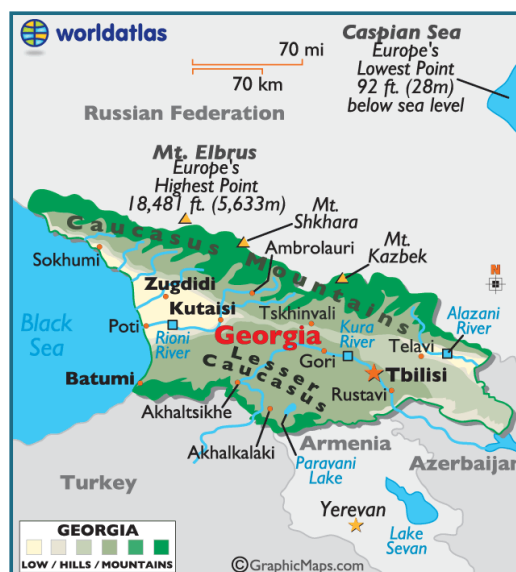 worldatlas
70 mi
70 km
Caspian Sea
Europe's
Lowest Point
92 ft. (28m)
below sea level
Russian Federation
Mt. Elbrus
Europe's
Highest Point
18,481 ft. (5,633m)
Mt.
Shkhara
Caucasus Mountains
Ambrolauri
Mt.
Kazbek
N
Sokhumi
Zugdidi
Kutaisi
Tskhinvali
Alazani
River
Black
Sea
Poti
Rioni
River
Georgia
Kura
River
Telavi
Gori
Lesser
Caucasus
Tbilisi
Batumi
Rustavi
Akhaltsikhe
Akhalkalaki
Armenia
Paravani
Lake
Azerbaijan
Turkey
Yerevan
Lake
Sevan
GEORGIA
LOW / HILLS / MOUNTAINS
©GraphicMaps.com